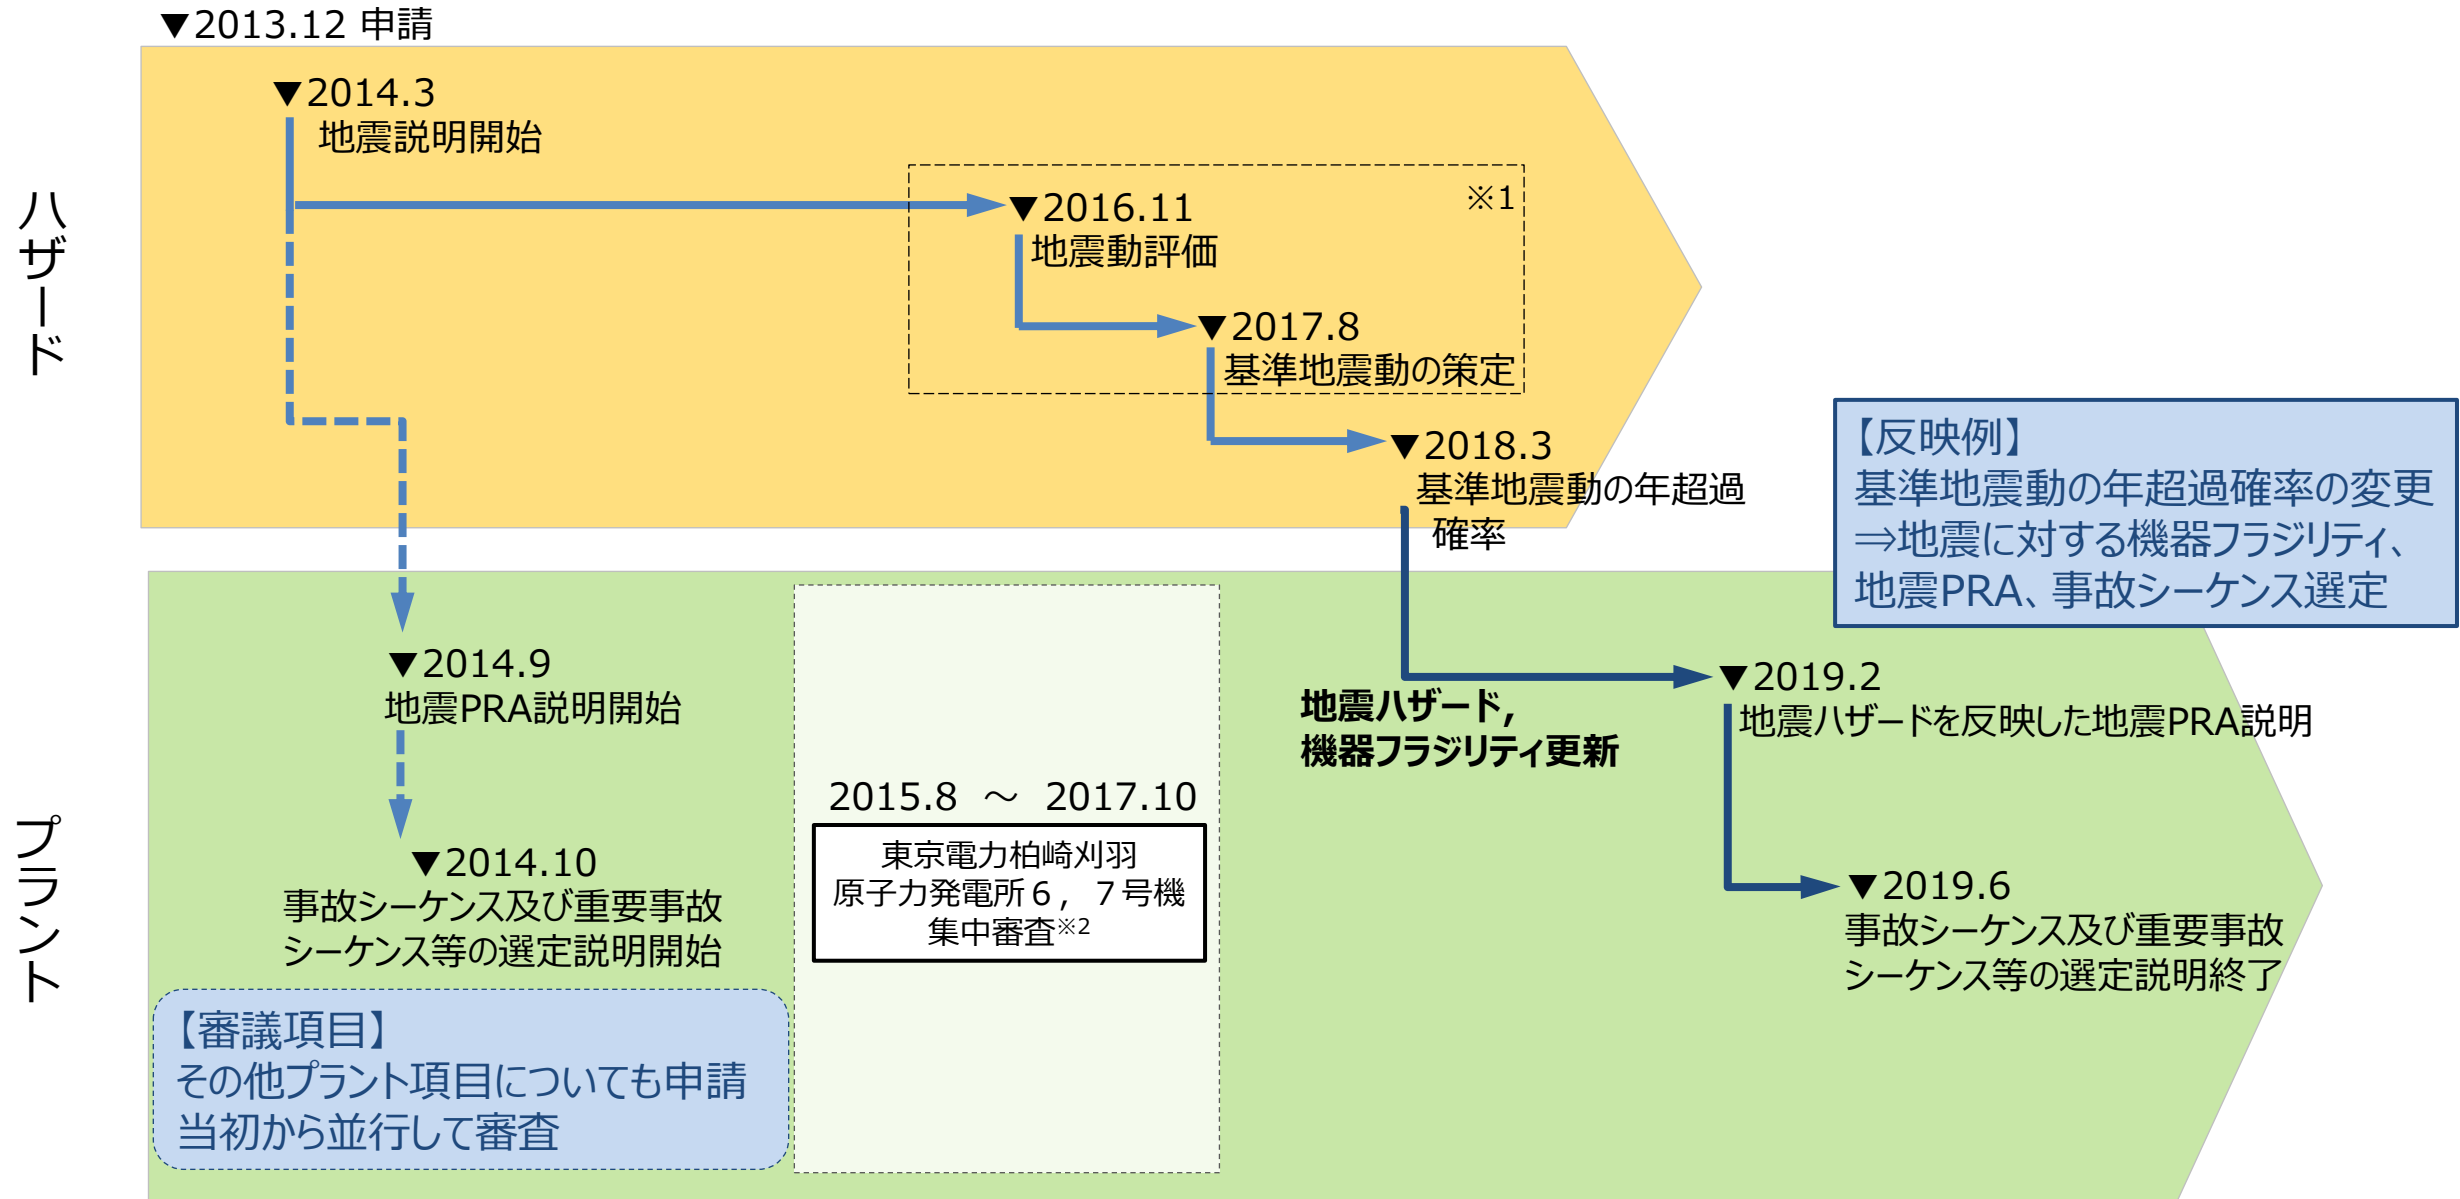 ▼2013.12 申請
ハザード
▼2014.3
地震説明開始
※1
▼2016.11
地震動評価
▼2017.8
基準地震動の策定
▼2018.3
基準地震動の年超過
確率
【反映例】
基準地震動の年超過確率の変更
⇒地震に対する機器フラジリティ、
地震PRA、事故シーケンス選定
プラント
▼2014.9
地震PRA説明開始
▼2014.10
事故シーケンス及び重要事故
シーケンス等の選定説明開始
【審議項目】
その他プラント項目についても申請
当初から並行して審査
2015.8 ～ 2017.10
東京電力柏崎刈羽
原子力発電所６，７号機
集中審査※2
地震ハザード,
機器フラジリティ更新
▼2019.2
地震ハザードを反映した地震PRA説明
▼2019.6
事故シーケンス及び重要事故
シーケンス等の選定説明終了